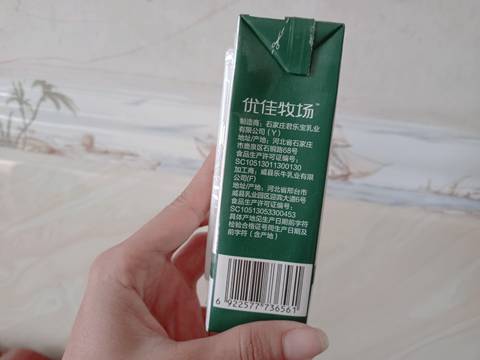 优佳牧场™
制造商：石家庄君乐宝乳业
有限公司（Y）
地址/产地：河北省石家庄
市鹿泉区石铜路68号
食品生产许可证编号：
SC10513011300130
加工商：威县乐牛乳业有限
公司(F)
地址/产地：河北省邢台市
威县乳业园区迎宾大道6号
食品生产许可证编号：
SC10513053300453
具体产地见生产日期前字符
检验合格证号同生产日期及
前字符（含产地）
6 922577 736561